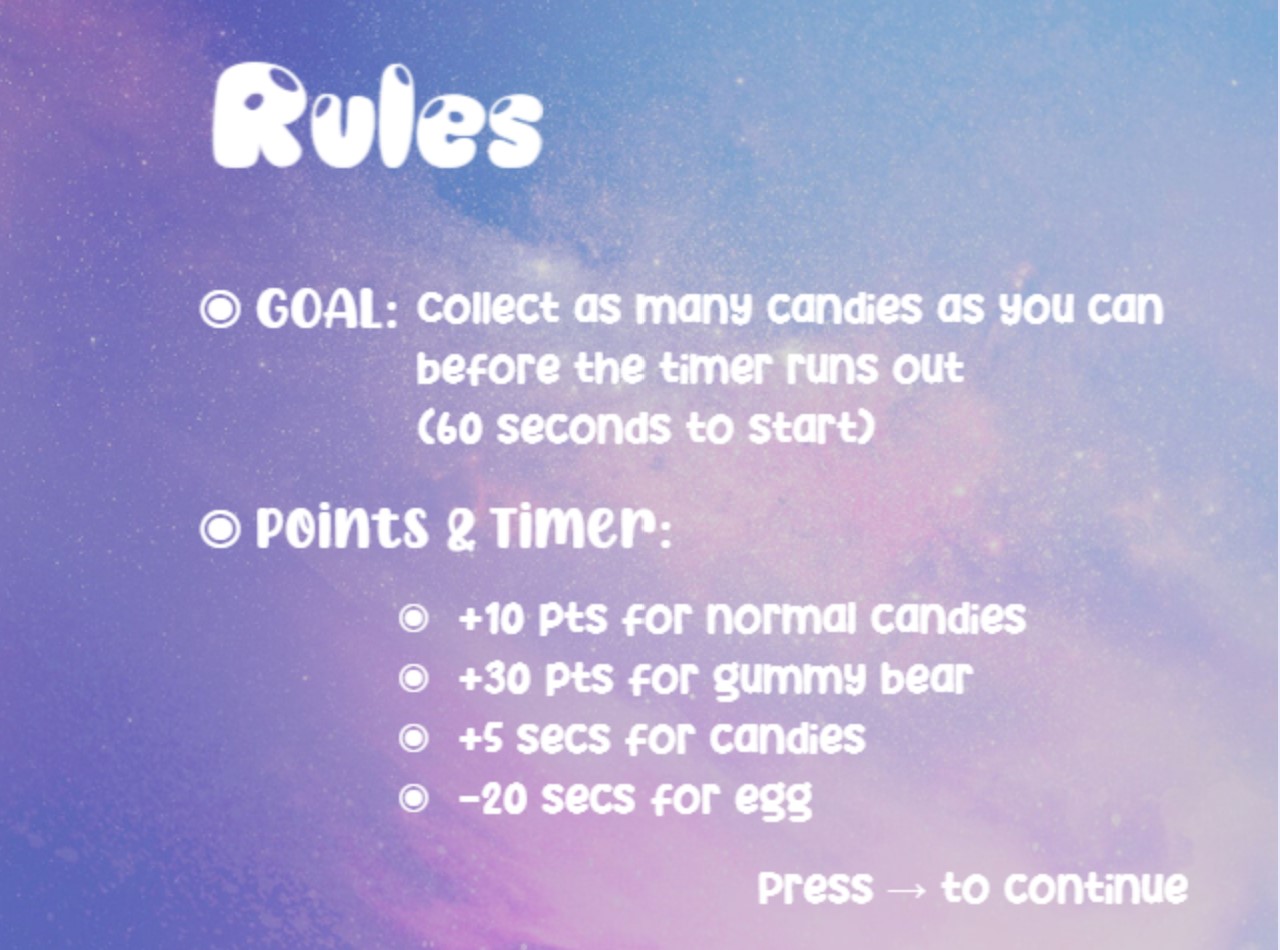 Rules
◉ GOAL: Collect as many candies as you can
before the timer runs out
(60 seconds to start)
◉ Points & Timer:
◉ +10 pts for normal candies
◉ +30 pts for gummy bear
◉ +5 secs for candies
◉ -20 secs for egg
Press → to continue